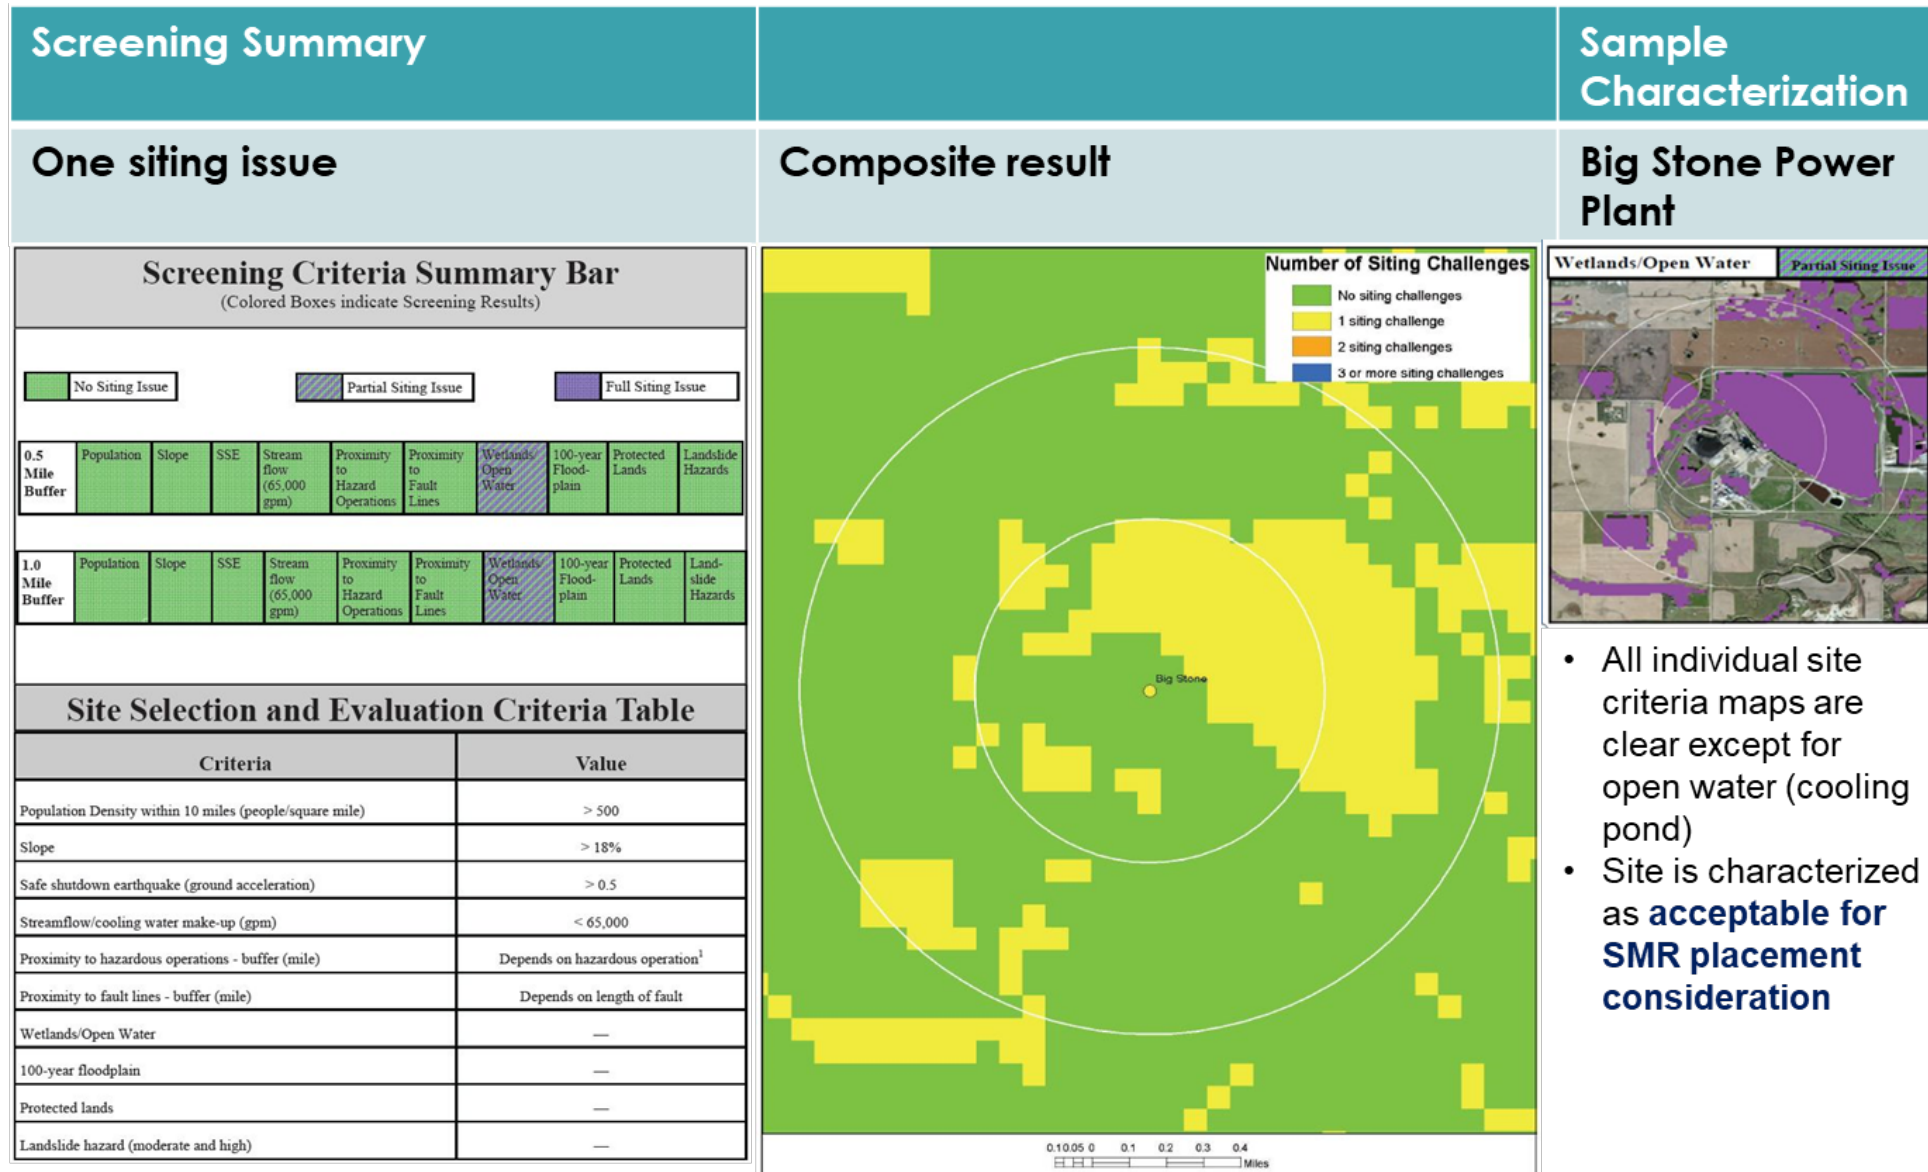 Screening Summary
Sample
Characterization
One siting issue
Composite result
Big Stone Power
Plant
Screening Criteria Summary Bar
(Colored Boxes indicate Screening Results)
No Siting Issue
Partial Siting Issue
Full Siting Issue
0.5
Mile
Buffer
Population
Slope
SSE
Stream
flow
(65,000
gpm)
Proximity
to
Hazard
Operations
Proximity
to
Fault
Lines
Wetlands/
Open
Water
100-year
Flood-
plain
Protected
Lands
Landslide
Hazards
1.0
Mile
Buffer
Population
Slope
SSE
Stream
flow
(65,000
gpm)
Proximity
to
Hazard
Operations
Proximity
to
Fault
Lines
Wetlands/
Open
Water
100-year
Flood-
plain
Protected
Lands
Land-
slide
Hazards
Site Selection and Evaluation Criteria Table
Criteria Value
Population Density within 10 miles (people/square mile) > 500
Slope > 18%
Safe shutdown earthquake (ground acceleration) > 0.5
Streamflow/cooling water make-up (gpm) < 65,000
Proximity to hazardous operations - buffer (mile) Depends on hazardous operation¹
Proximity to fault lines - buffer (mile) Depends on length of fault
Wetlands/Open Water —
100-year floodplain —
Protected lands —
Landslide hazard (moderate and high) —
Number of Siting Challenges
No siting challenges
1 siting challenge
2 siting challenges
3 or more siting challenges
Big Stone
0.1 0.05 0 0.1 0.2 0.3 0.4
Miles
Wetlands/Open Water
Partial Siting Issue
• All individual site
criteria maps are
clear except for
open water (cooling
pond)
• Site is characterized
as acceptable for
SMR placement
consideration